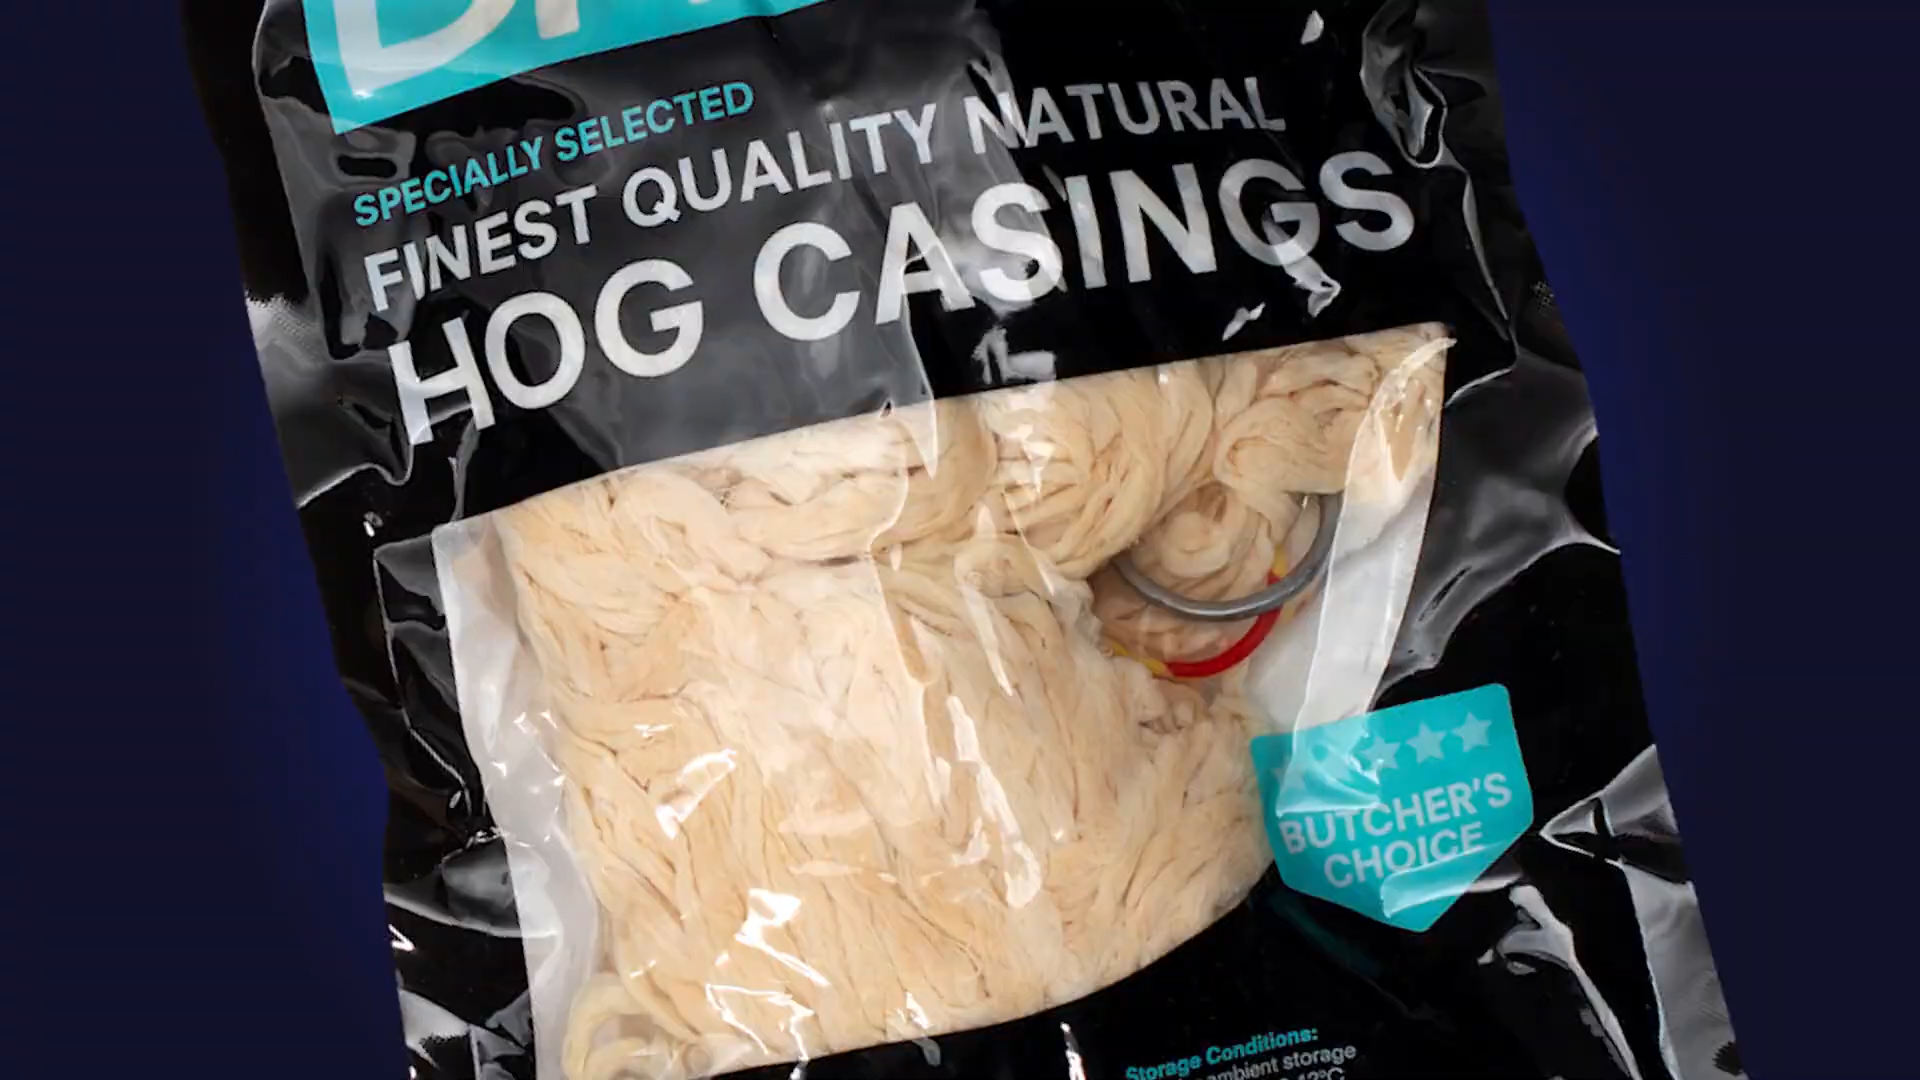 SPECIALLY SELECTED
FINEST QUALITY NATURAL
HOG CASINGS
BUTCHER'S
CHOICE
Storage Conditions:
ambient storage